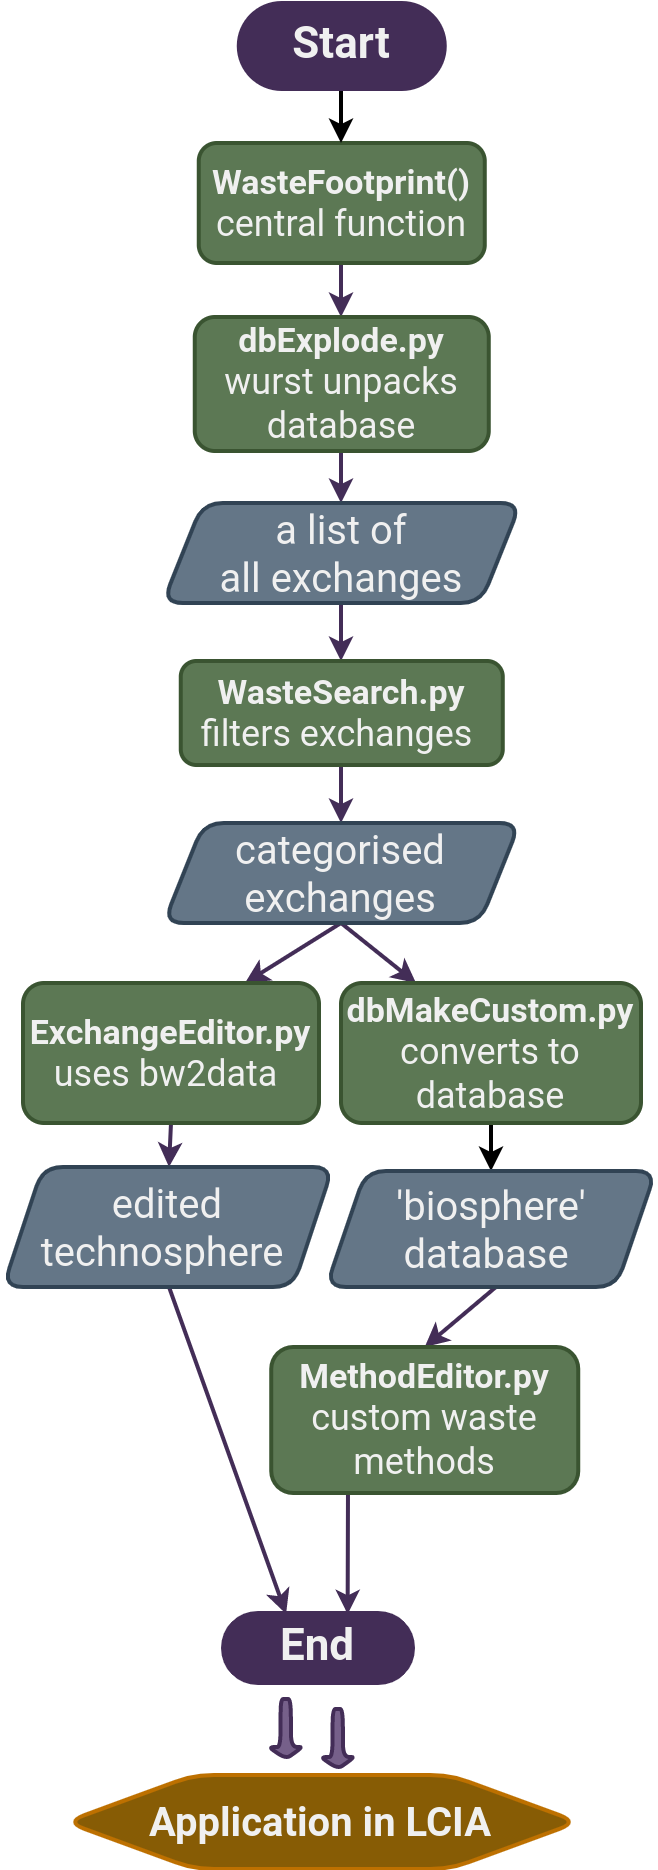 Start
WasteFootprint()
central function
dbExplode.py
wurst unpacks
database
a list of
all exchanges
WasteSearch.py
filters exchanges
categorised
exchanges
ExchangeEditor.py
uses bw2data
dbMakeCustom.py
converts to
database
edited
technosphere
'biosphere'
database
MethodEditor.py
custom waste
methods
End
Application in LCIA